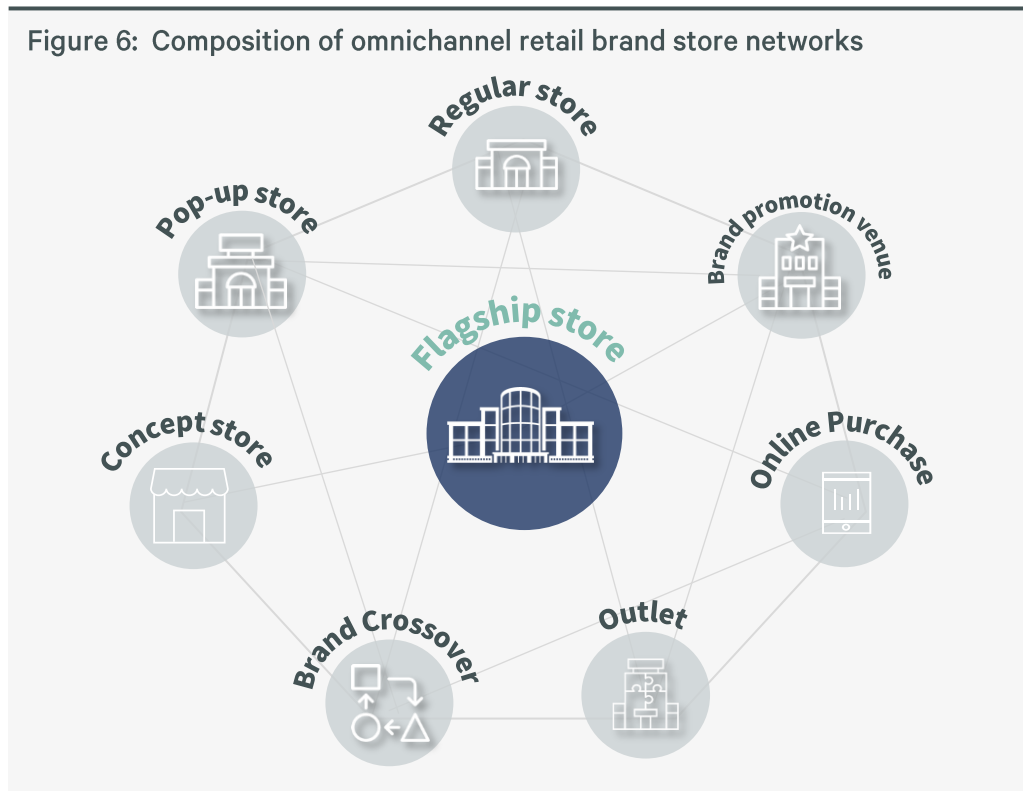 Figure 6:  Composition of omnichannel retail brand store networks
Regular store
Pop-up store
Brand promotion venue
Flagship store
Concept store
Online Purchase
Brand Crossover
Outlet